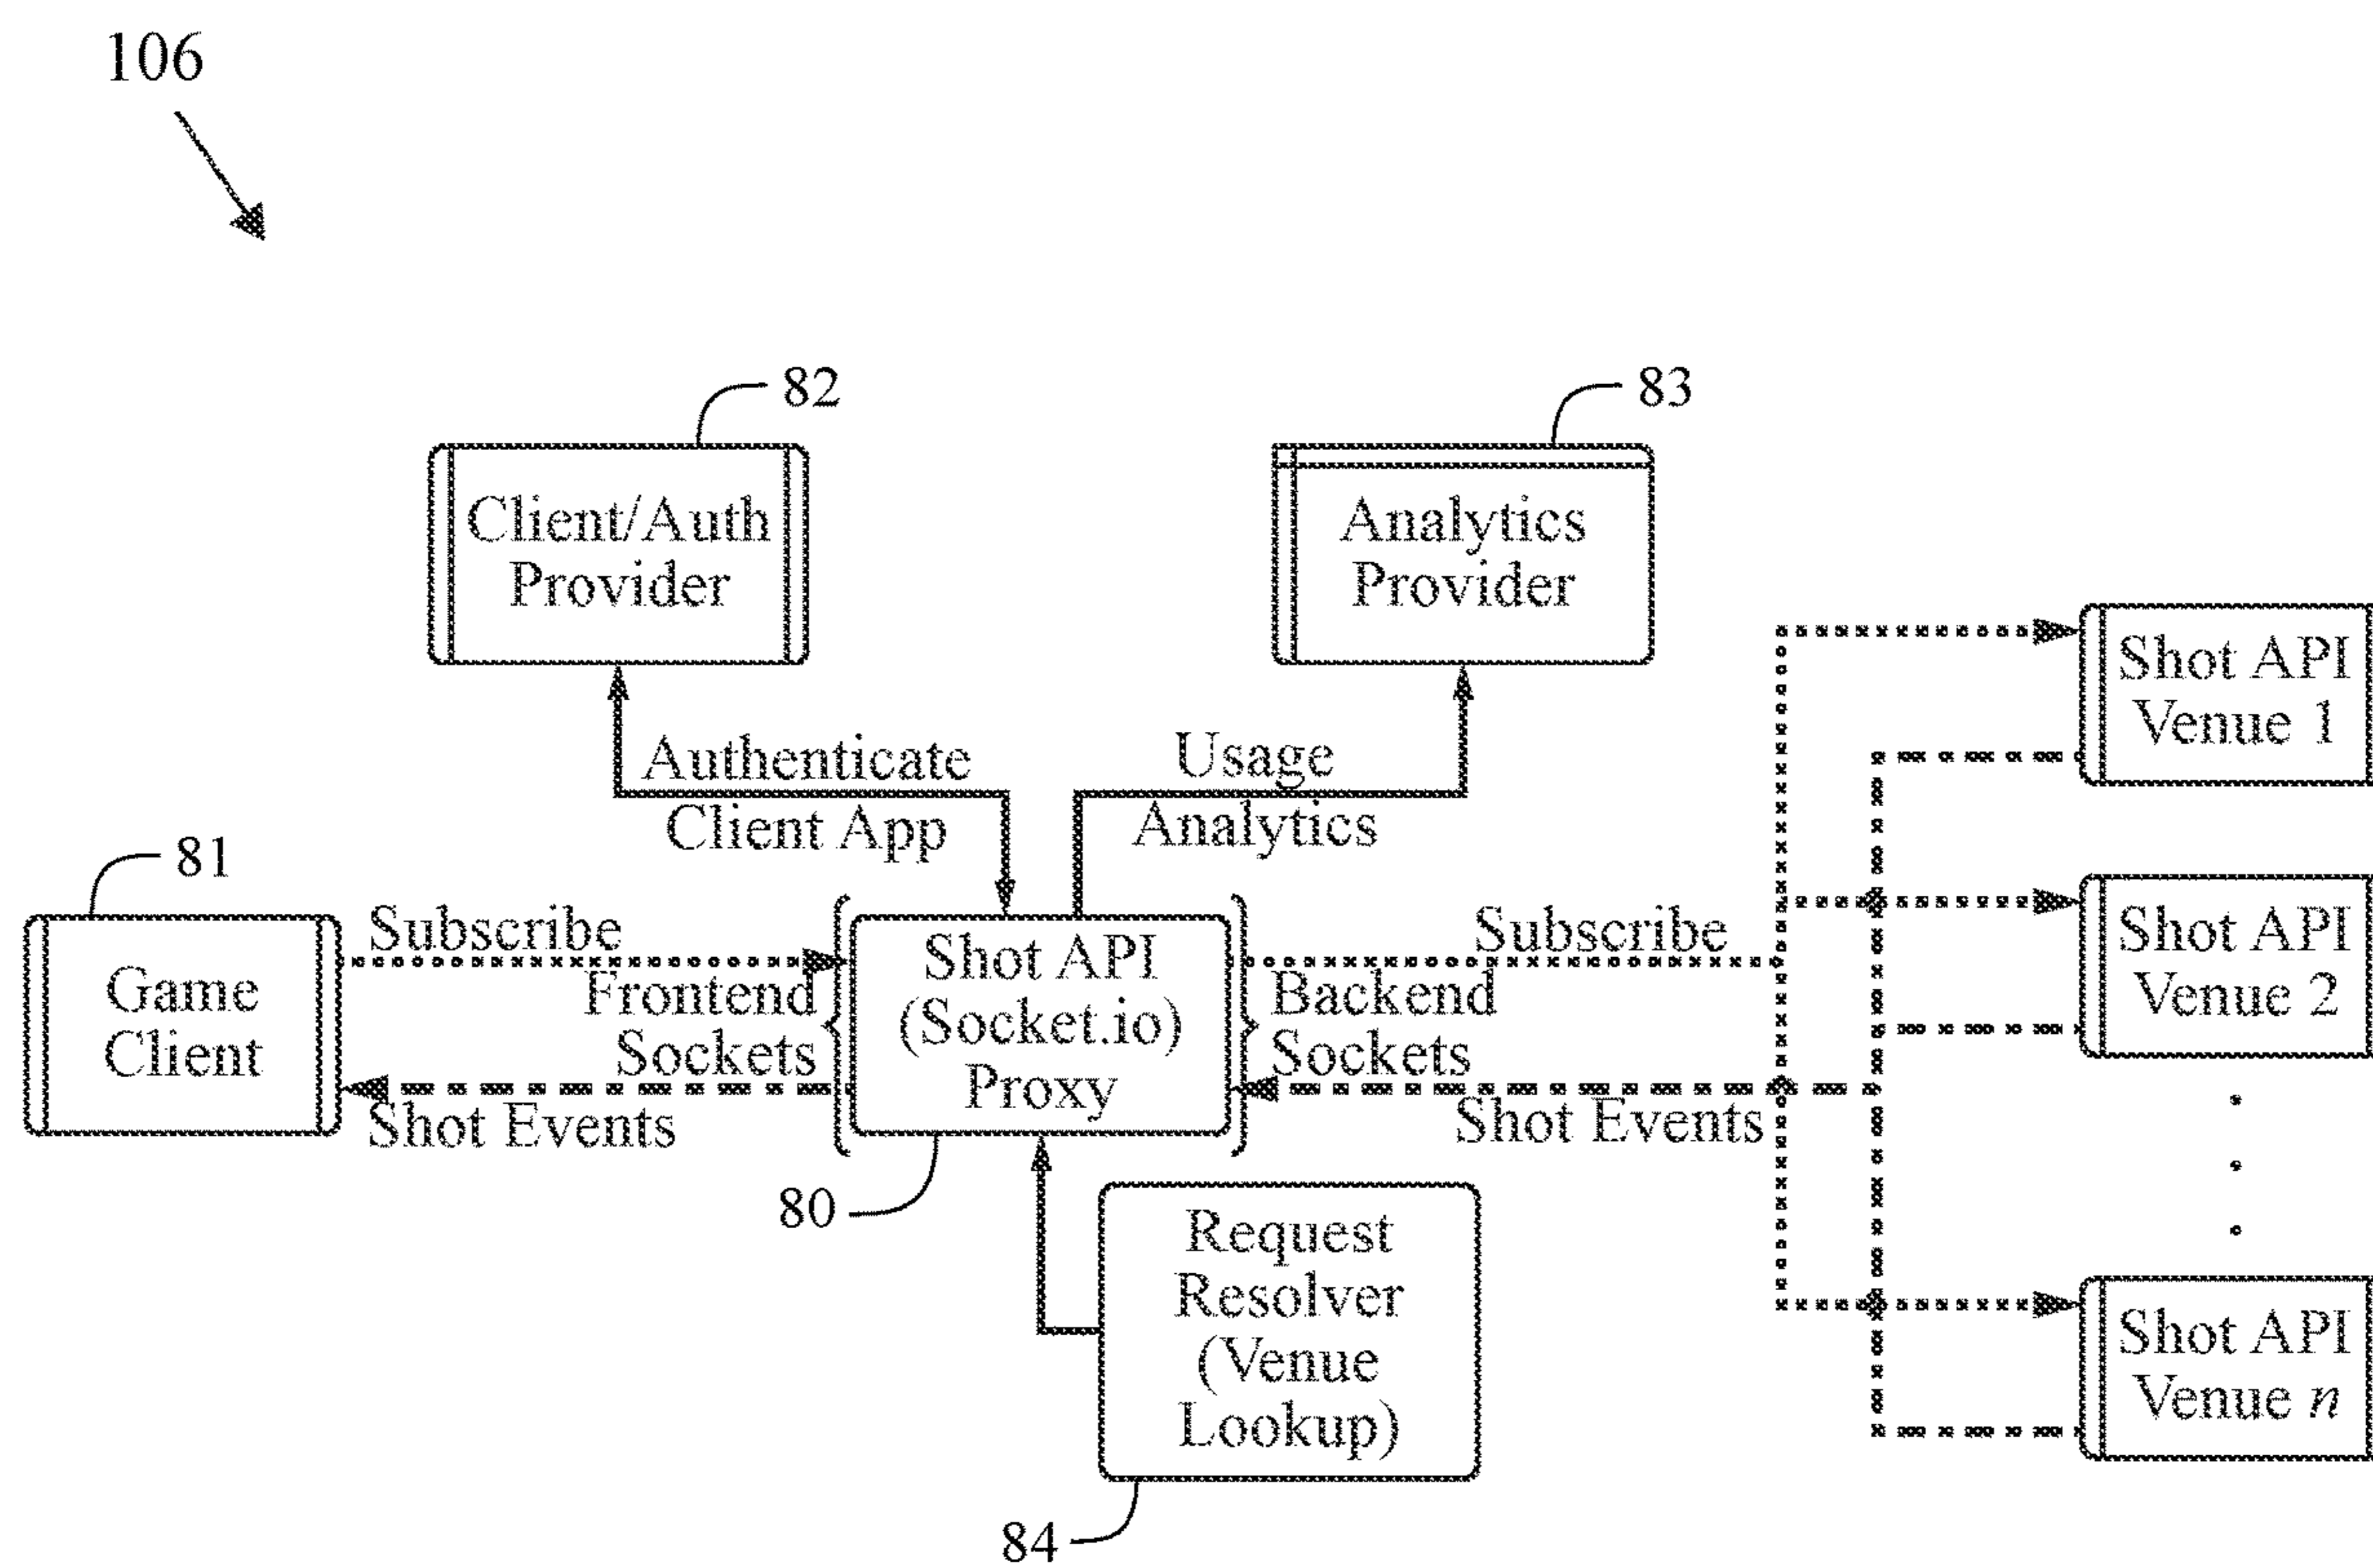 106
82
83
Client/Auth
Provider
Analytics
Provider
Shot API
Venue 1
Authenticate
Client App
Usage
Analytics
81
Game
Client
Subscribe
Frontend
Sockets
Shot Events
Shot API
(Socket.io)
Proxy
Subscribe
Backend
Sockets
Shot Events
Shot API
Venue 2
80
Request
Resolver
(Venue
Lookup)
84
Shot API
Venue n